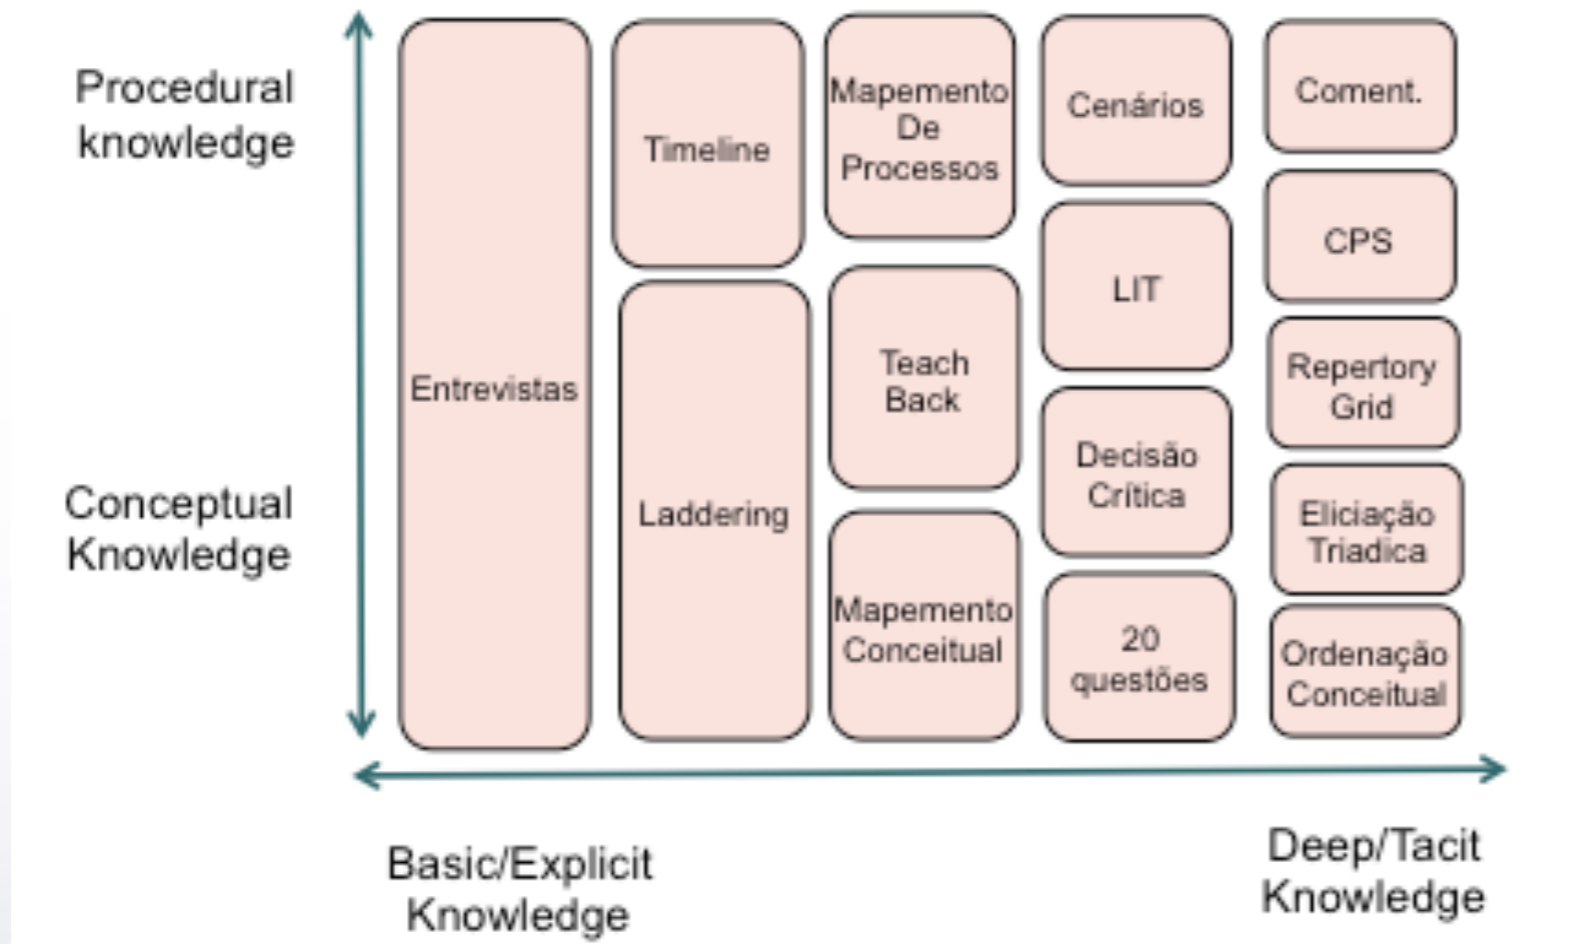 Procedural
knowledge
Conceptual
Knowledge
Entrevistas
Timeline
Laddering
Mapemento
De
Processos
Teach
Back
Mapemento
Conceitual
Cenários
LIT
Decisão
Crítica
20
questões
Coment.
CPS
Repertory
Grid
Eliciação
Triadica
Ordenação
Conceitual
Basic/Explicit
Knowledge
Deep/Tacit
Knowledge